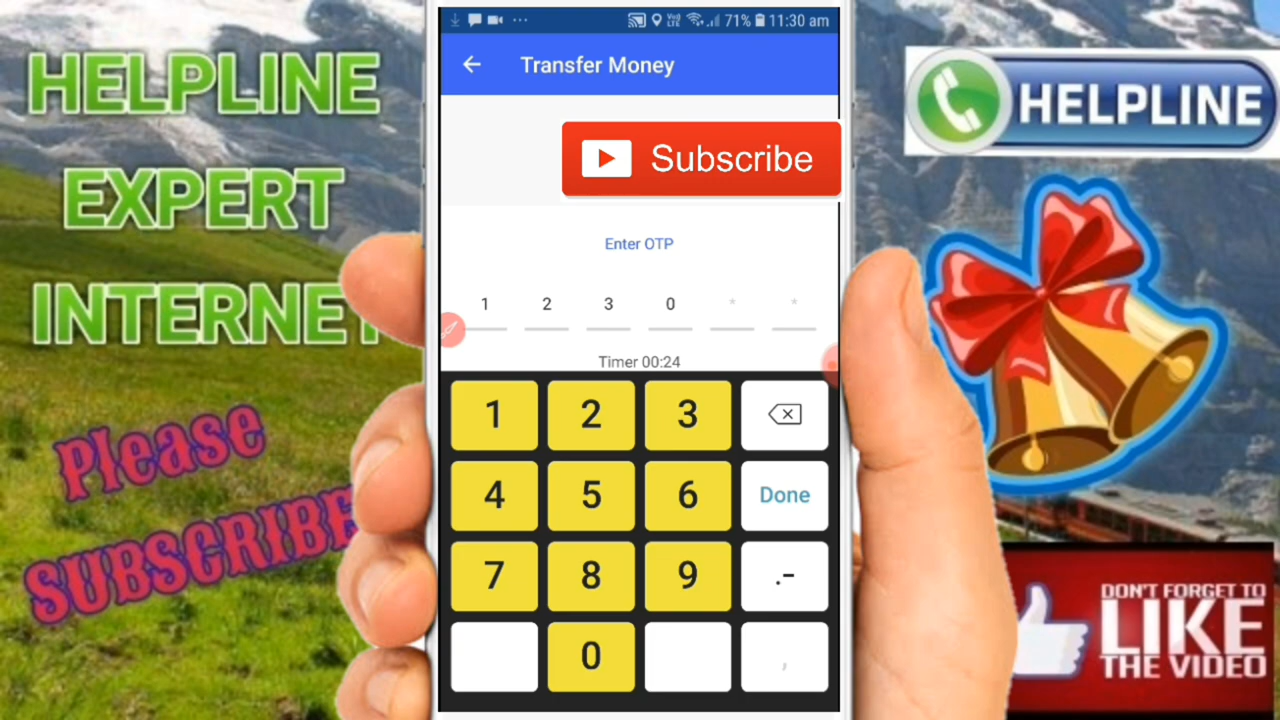 HELPLINE
EXPERT
INTERNET
Please
SUBSCRIBE
71% 11:30 am
Transfer Money
Subscribe
Enter OTP
1 2 3 0 * *
Timer 00:24
1 2 3
4 5 6 Done
7 8 9 .-
0 ,
HELPLINE
DON'T FORGET TO
LIKE
THE VIDEO